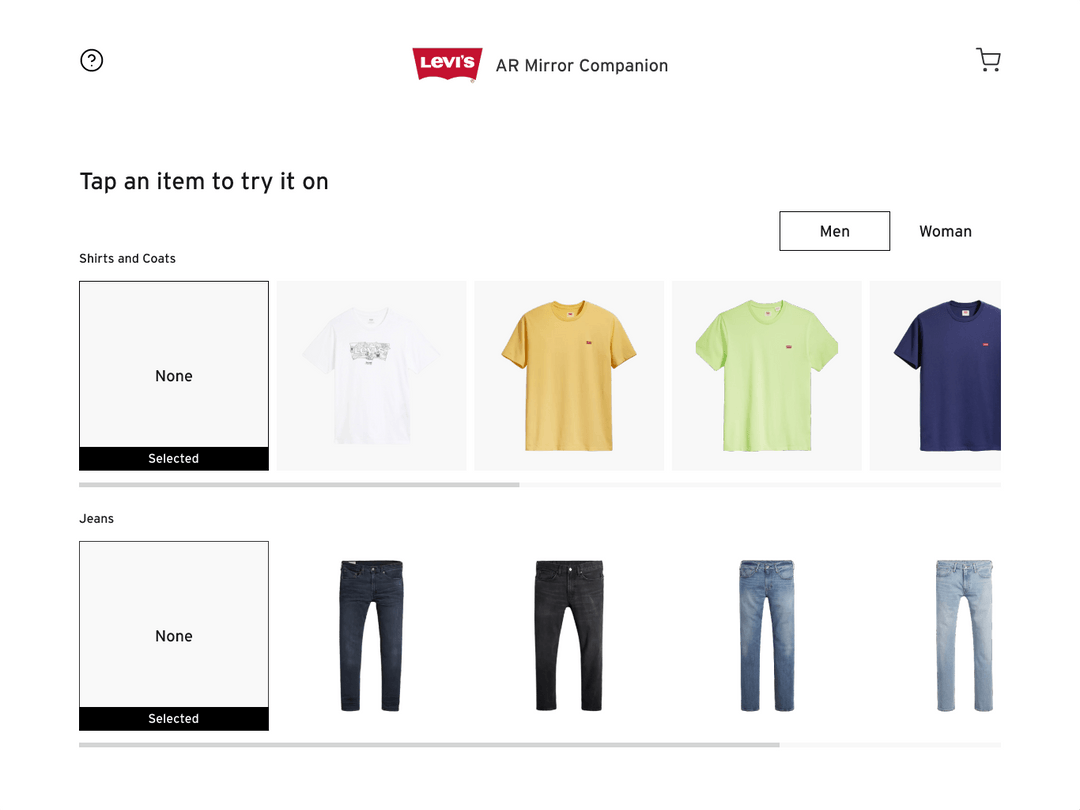 ?
Levi's
AR Mirror Companion
Tap an item to try it on
Men
Woman
Shirts and Coats
None
Selected
Jeans
None
Selected